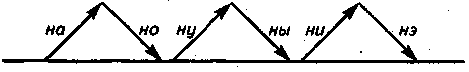 на но ну ны ни нэ